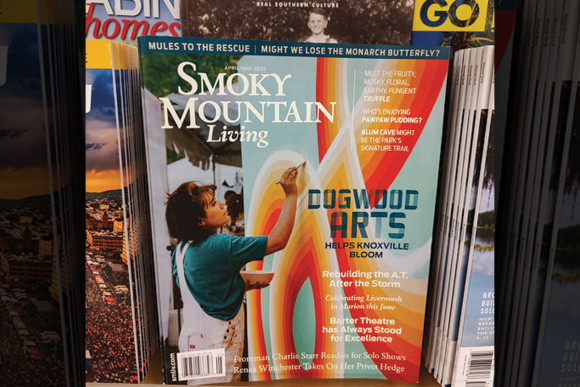 ABIN
homes
REAL SOUTHERN CULTURE
GO
MULES TO THE RESCUE | MIGHT WE LOSE THE MONARCH BUTTERFLY?
APRIL/MAY 2025
SMOKY
MOUNTAIN
Living
MEET THE FRUITY,
MUSKY, FLORAL,
EARTHY, PUNGENT
TRUFFLE
WHO'S ENJOYING
PAWPAW PUDDING?
ALUM CAVE MIGHT
BE THE PARK'S
SIGNATURE TRAIL
DOGWOOD
ARTS
HELPS KNOXVILLE
BLOOM
Rebuilding the A.T.
After the Storm
Celebrating Livermush
in Marion this June
Barter Theatre
has Always Stood
for Excellence
Frontman Charlie Starr Readies for Solo Shows
Renea Winchester Takes On Her Privet Hedge
smliv.com